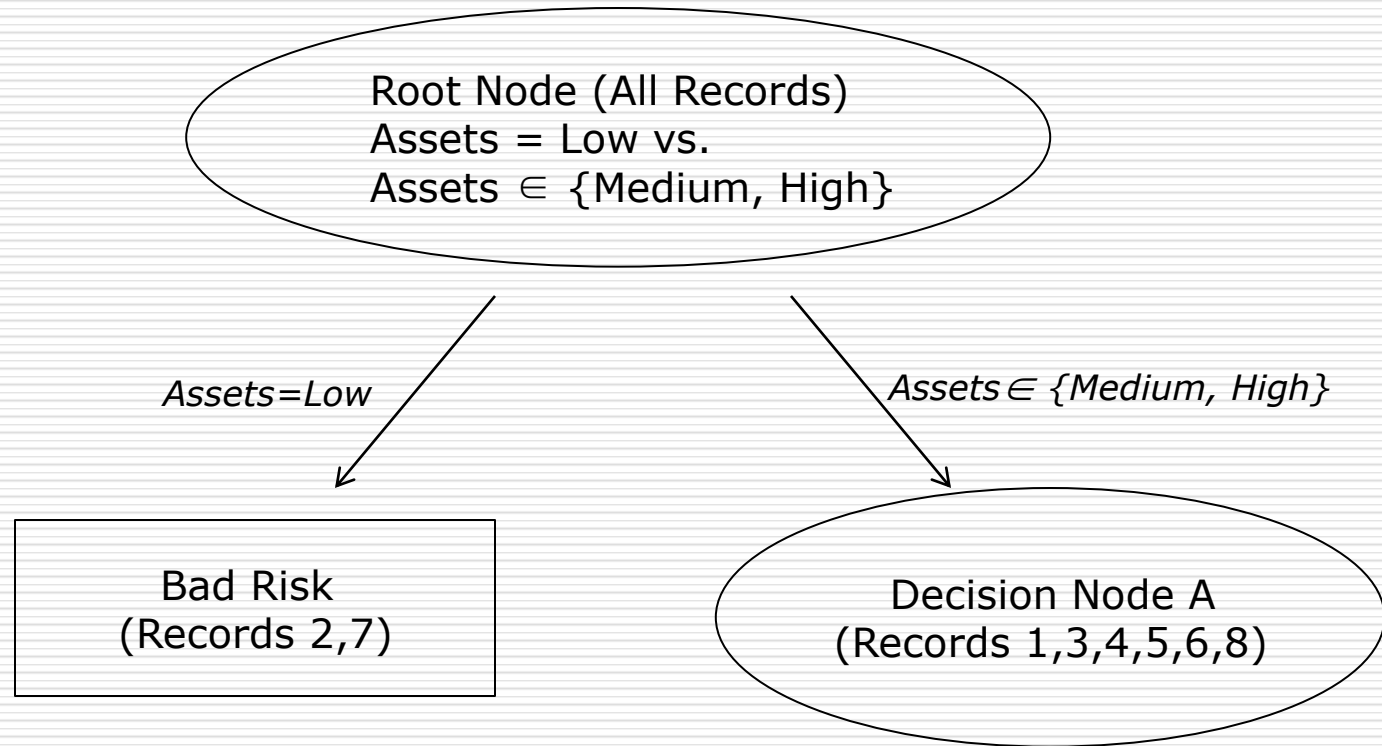 Root Node (All Records)
Assets = Low vs.
Assets ∈ {Medium, High}
Assets=Low
Assets∈ {Medium, High}
Bad Risk
(Records 2,7)
Decision Node A
(Records 1,3,4,5,6,8)